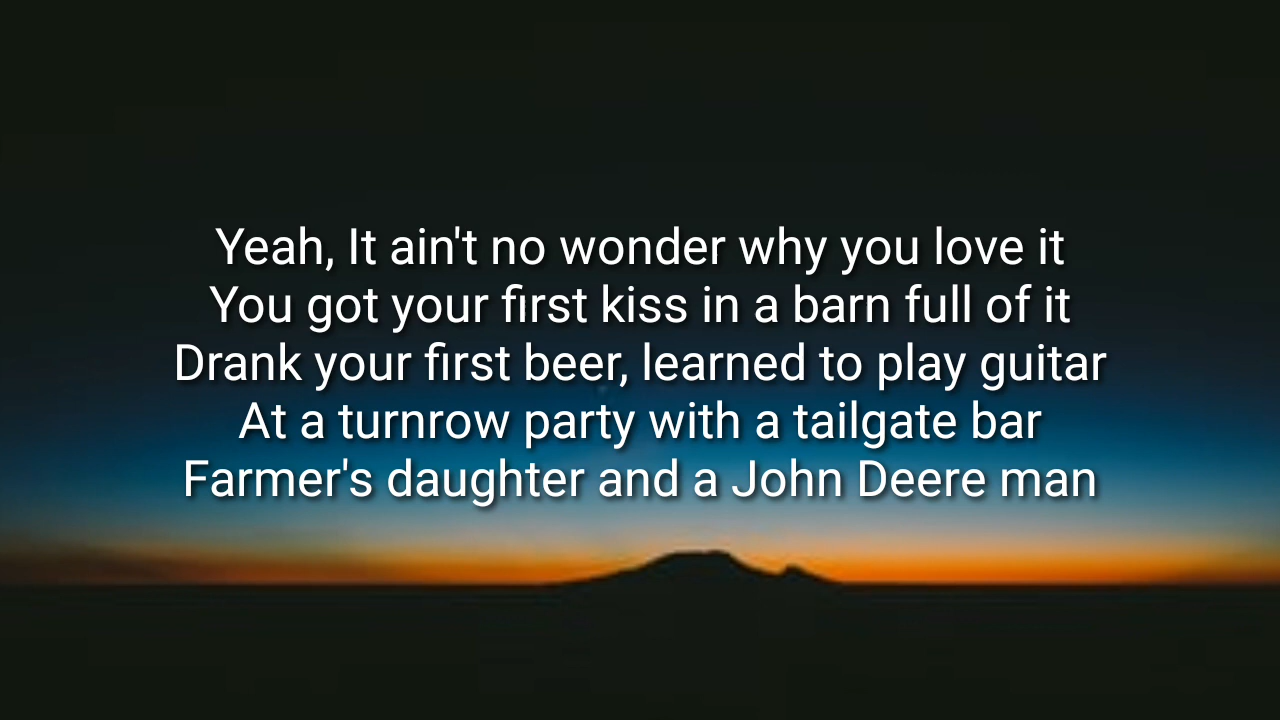 Yeah, It ain't no wonder why you love it
You got your first kiss in a barn full of it
Drank your first beer, learned to play guitar
At a turnrow party with a tailgate bar
Farmer's daughter and a John Deere man